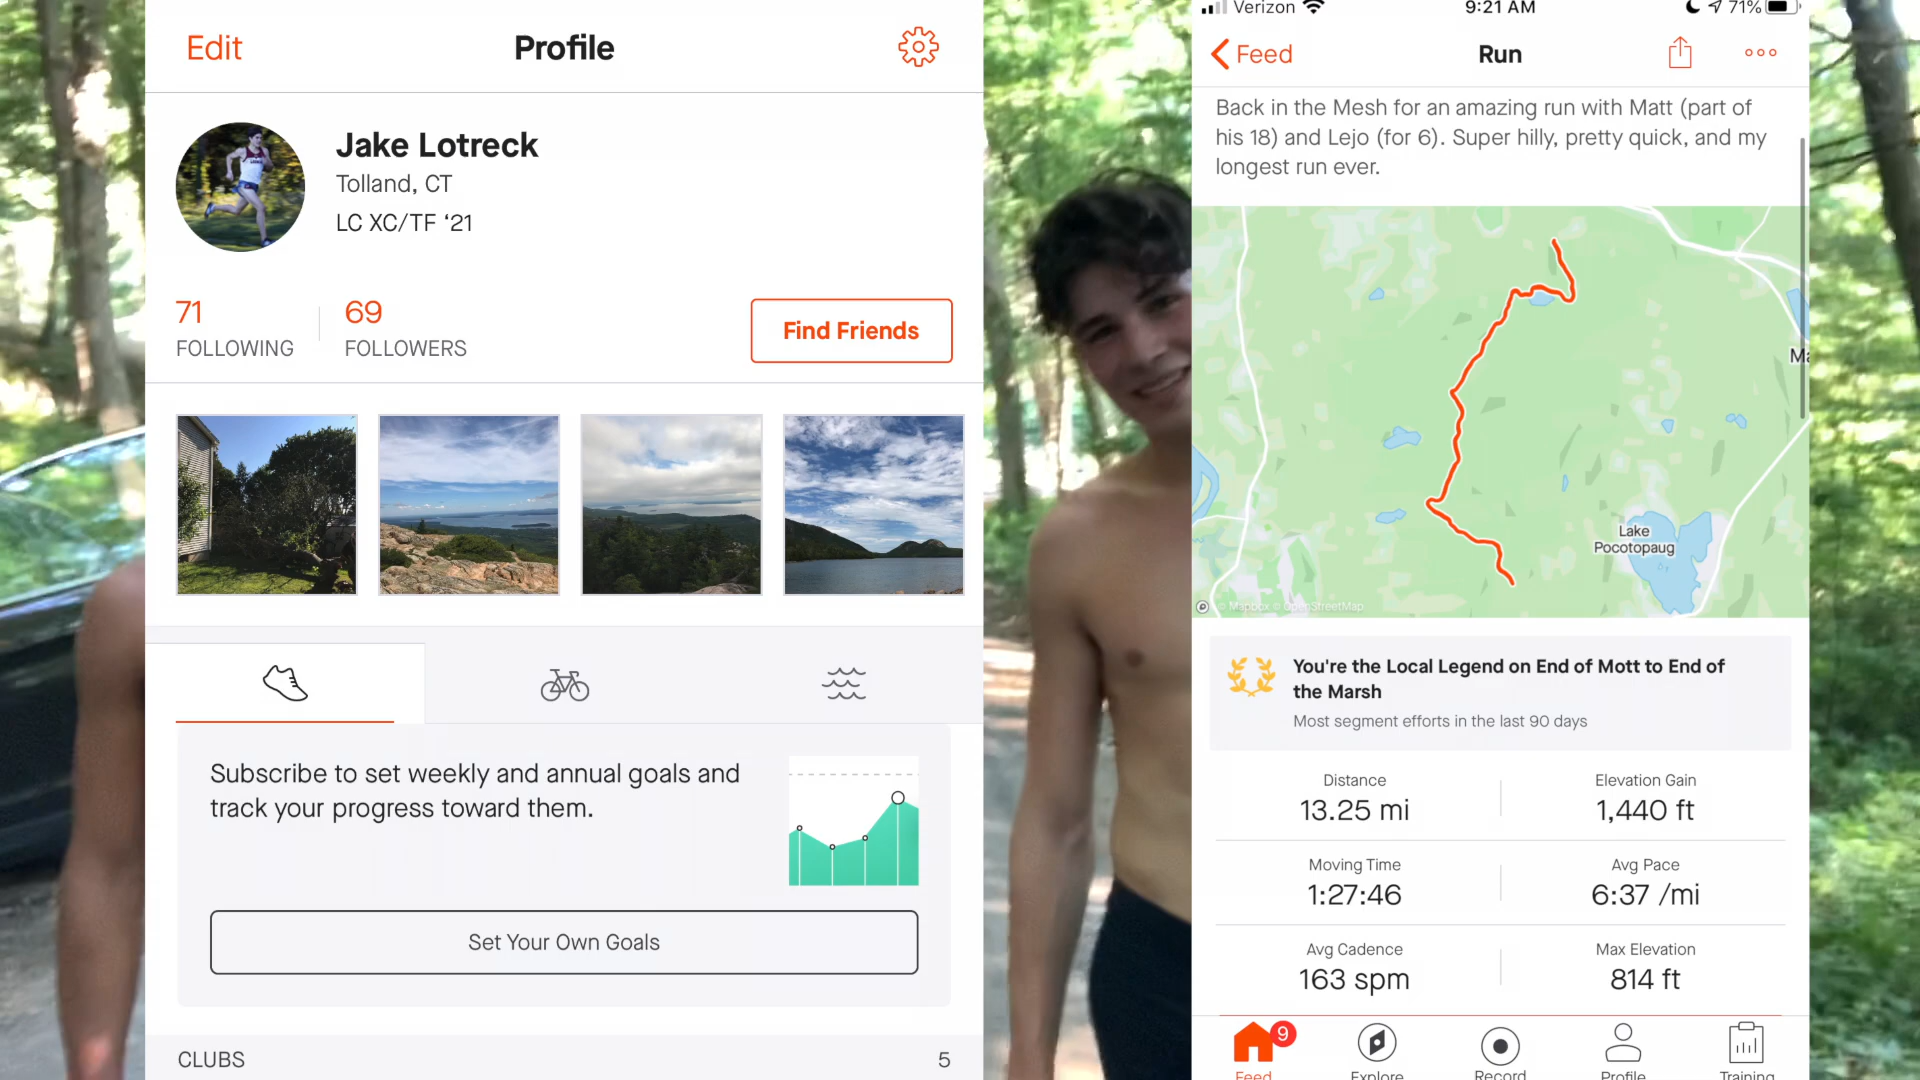 Edit
Profile
Jake Lotreck
Tolland, CT
LC XC/TF ‘21
71
FOLLOWING
69
FOLLOWERS
Find Friends
Subscribe to set weekly and annual goals and
track your progress toward them.
Set Your Own Goals
CLUBS
5
Verizon
9:21 AM
71%
Feed
Run
Back in the Mesh for an amazing run with Matt (part of
his 18) and Lejo (for 6). Super hilly, pretty quick, and my
longest run ever.
Lake
Pocotopaug
© Mapbox © OpenStreetMap
You're the Local Legend on End of Mott to End of
the Marsh
Most segment efforts in the last 90 days
Distance
13.25 mi
Elevation Gain
1,440 ft
Moving Time
1:27:46
Avg Pace
6:37 /mi
Avg Cadence
163 spm
Max Elevation
814 ft
9
Feed
Explore
Record
Profile
Training